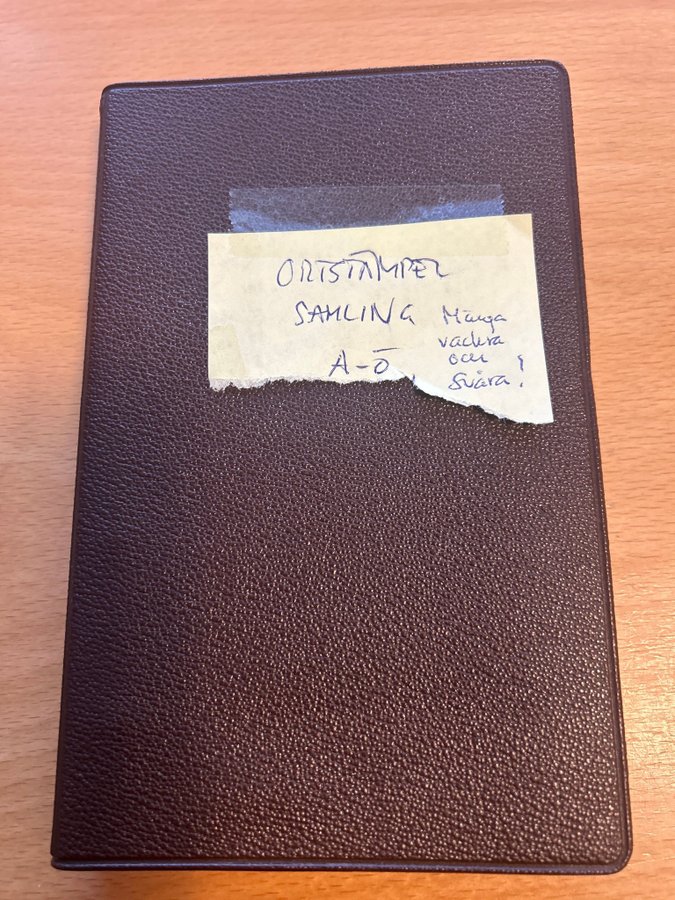 ORTSTÄMPEL
SAMLING
A-Ö.
Många
vackra
och
Svåra!